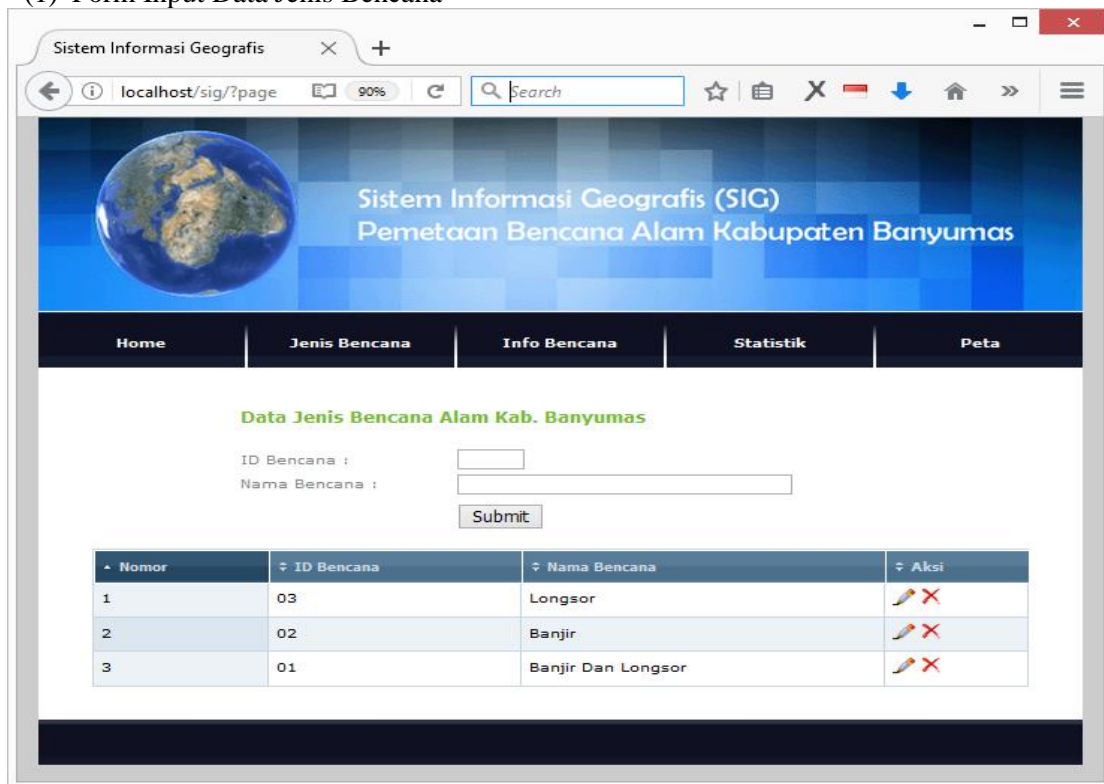 (1) Form Input Data Jenis Bencana
Sistem Informasi Geografis
localhost/sig/?page 90% Search
Sistem Informasi Geografis (SIG)
Pemetaan Bencana Alam Kabupaten Banyumas
Home Jenis Bencana Info Bencana Statistik Peta
Data Jenis Bencana Alam Kab. Banyumas
ID Bencana :
Nama Bencana :
Submit
Nomor ID Bencana Nama Bencana Aksi
1 03 Longsor
2 02 Banjir
3 01 Banjir Dan Longsor